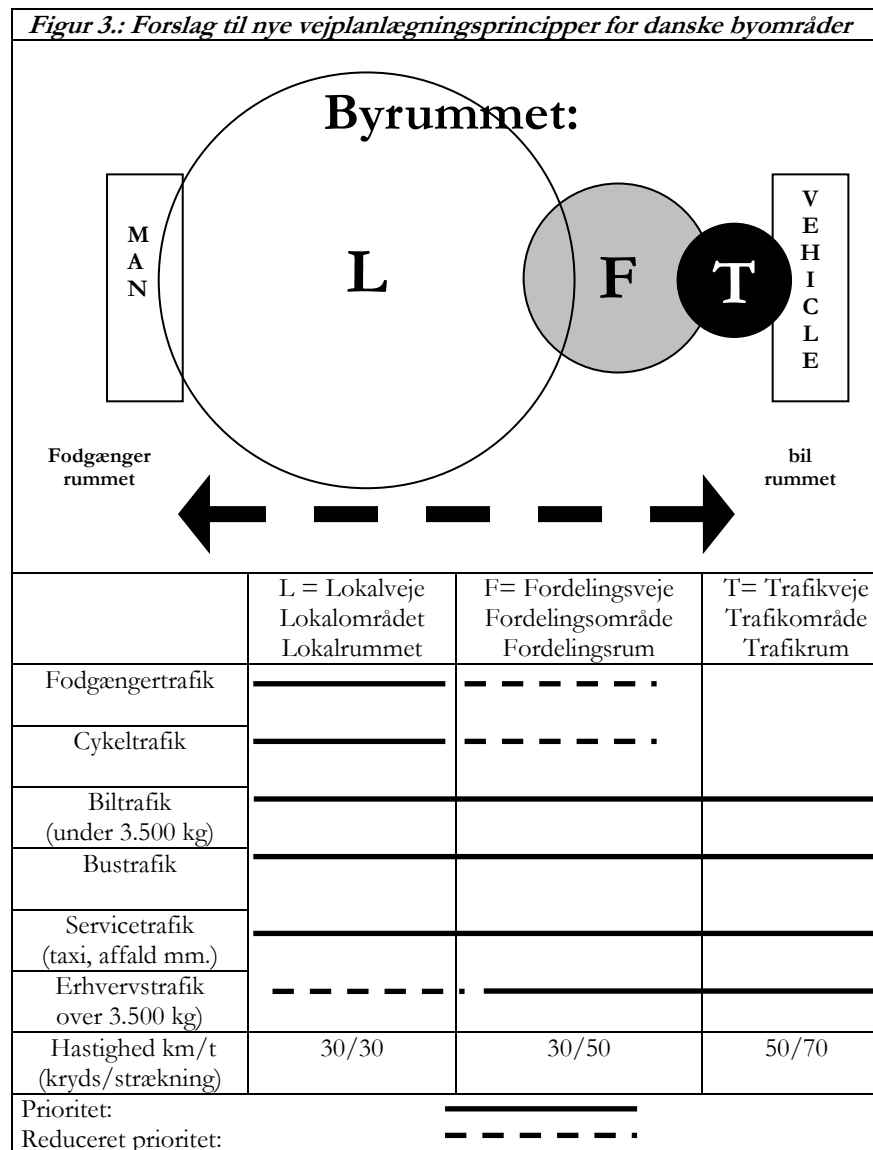 Figur 3.: Forslag til nye vejplanlægningsprincipper for danske byområder
Byrummet:
MAN
L
F
T
VEHICLE
Fodgænger
rummet
bil
rummet
L = Lokalveje
Lokalområdet
Lokalrummet
F= Fordelingsveje
Fordelingsområde
Fordelingsrum
T= Trafikveje
Trafikområde
Trafikrum
Fodgængertrafik
Cykeltrafik
Biltrafik
(under 3.500 kg)
Bustrafik
Servicetrafik
(taxi, affald mm.)
Erhvervstrafik
over 3.500 kg)
Hastighed km/t
(kryds/strækning)
30/30
30/50
50/70
Prioritet:
Reduceret prioritet: